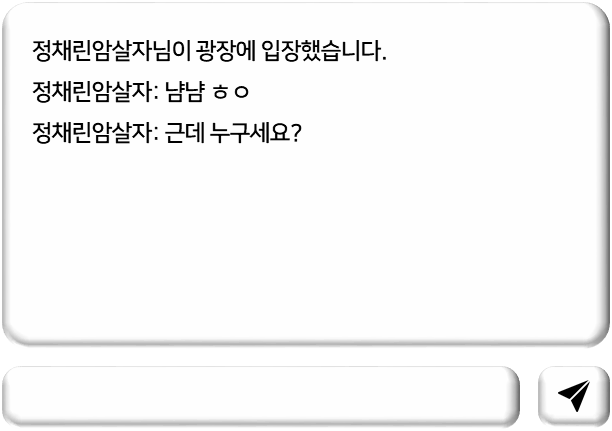 정채린암살자님이 광장에 입장했습니다.
정채린암살자: 냠냠 ㅎㅇ
정채린암살자: 근데 누구세요?